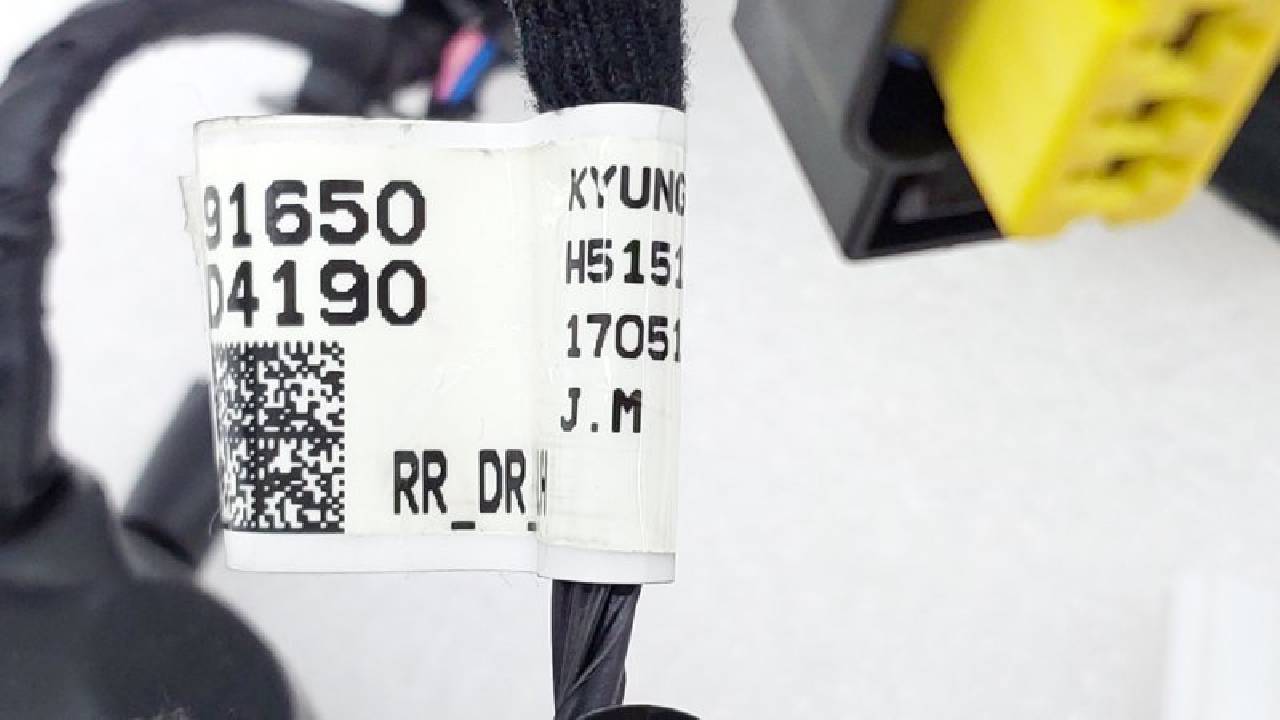 91650
D4190
RR_DR
KYUNG
H5151
17051
J.M